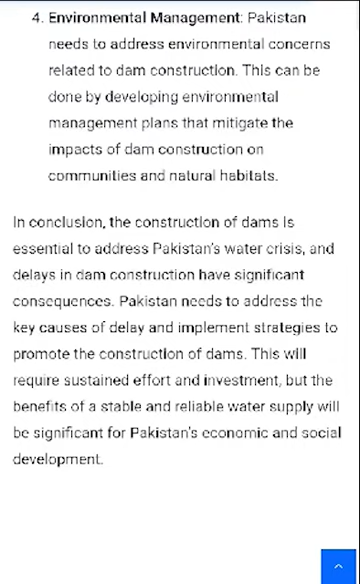 4. Environmental Management: Pakistan
needs to address environmental concerns
related to dam construction. This can be
done by developing environmental
management plans that mitigate the
impacts of dam construction on
communities and natural habitats.
In conclusion, the construction of dams is
essential to address Pakistan's water crisis, and
delays in dam construction have significant
consequences. Pakistan needs to address the
key causes of delay and implement strategies to
promote the construction of dams. This will
require sustained effort and investment, but the
benefits of a stable and reliable water supply will
be significant for Pakistan's economic and social
development.